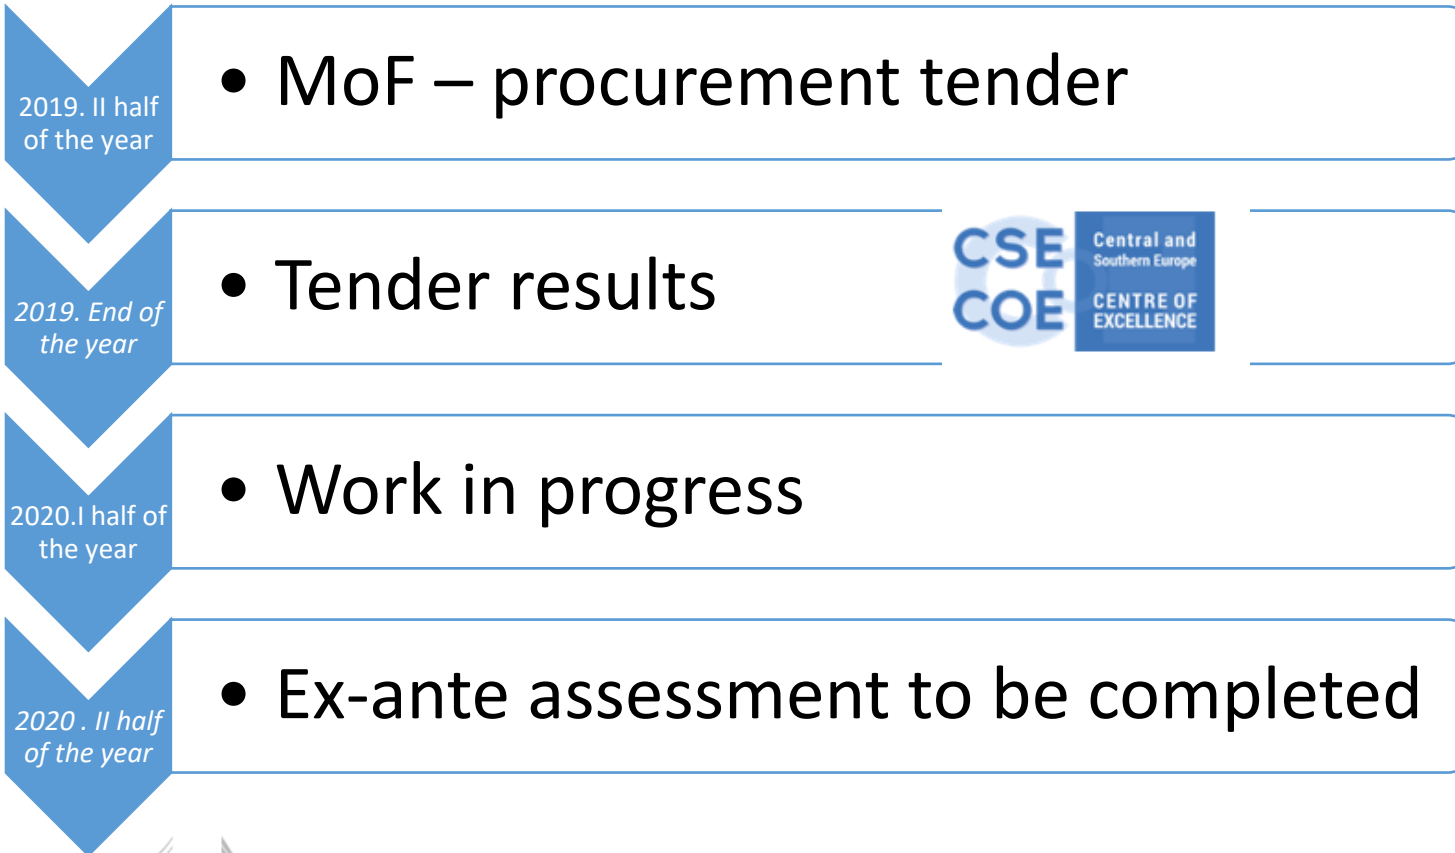 2019. II half
of the year
• MoF – procurement tender
2019. End of
the year
• Tender results
CSE
COE
Central and
Southern Europe
CENTRE OF
EXCELLENCE
2020.I half of
the year
• Work in progress
2020 . II half
of the year
• Ex-ante assessment to be completed